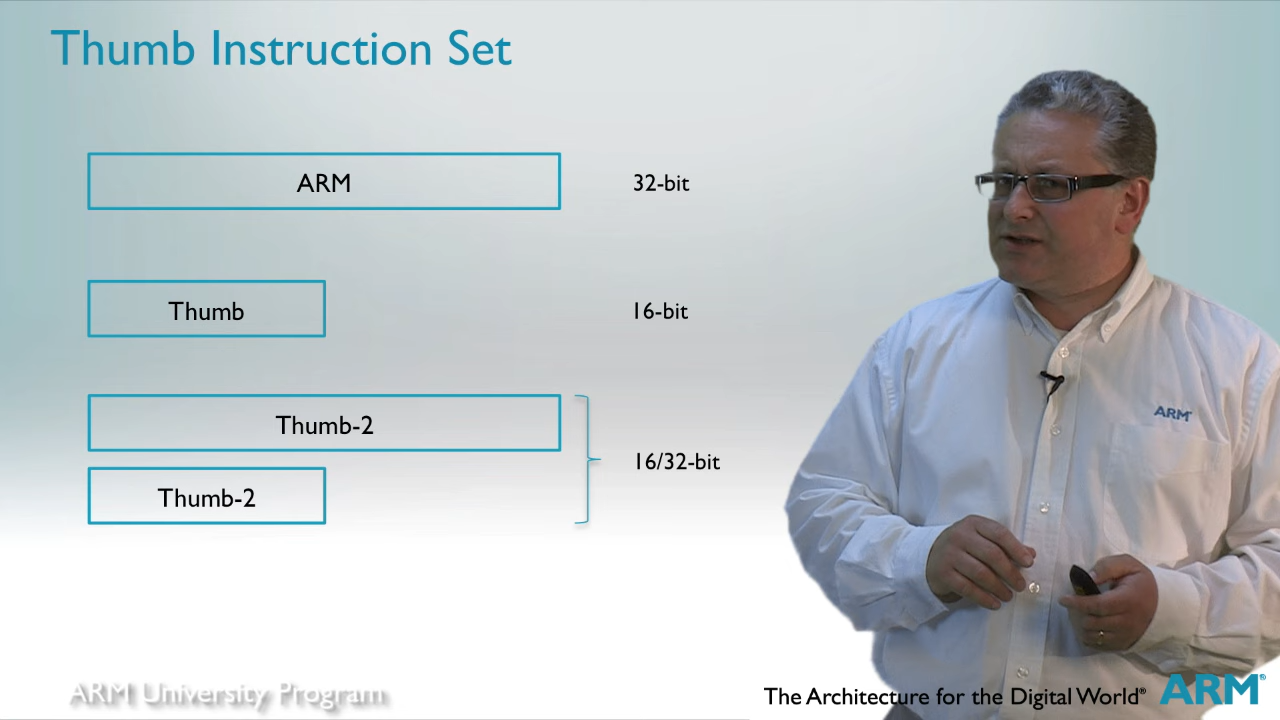 Thumb Instruction Set
ARM 32-bit
Thumb 16-bit
Thumb-2
16/32-bit
Thumb-2
ARM®
ARM University Program
The Architecture for the Digital World® ARM®